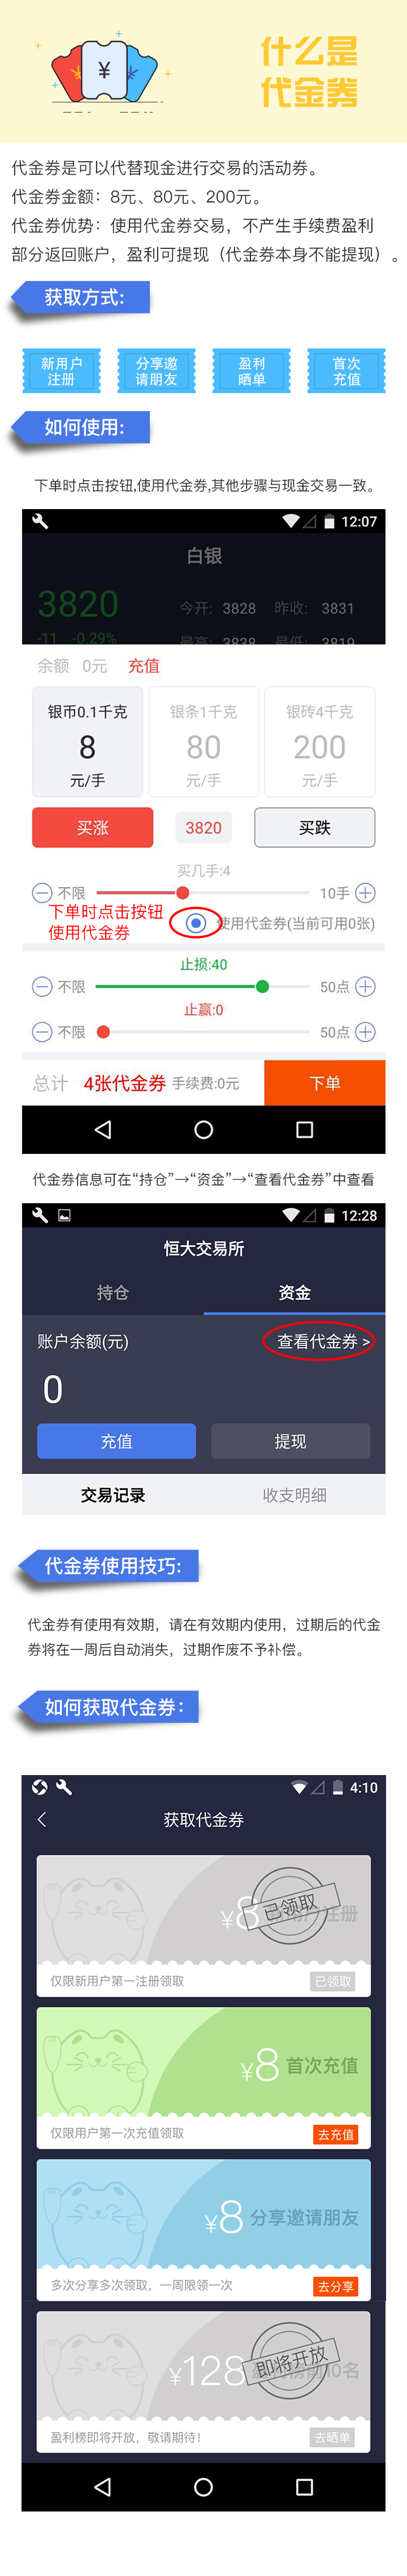 什么是
代金券
¥
代金券是可以代替现金进行交易的活动券。
代金券金额：8元、80元、200元。
代金券优势：使用代金券交易，不产生手续费盈利
部分返回账户，盈利可提现（代金券本身不能提现）。
获取方式:
新用户
注册
分享邀
请朋友
盈利
晒单
首次
充值
如何使用:
下单时点击按钮,使用代金券,其他步骤与现金交易一致。
12:07
白银
3820
今开: 3828 昨收: 3831
-11 -0.29% 最高: 3838 最低: 3819
余额 0元 充值
银币0.1千克 银条1千克 银砖4千克
8 80 200
元/手 元/手 元/手
买涨 3820 买跌
买几手:4
不限 10手
下单时点击按钮
使用代金券
使用代金券(当前可用0张)
止损:40
不限 50点
止赢:0
不限 50点
总计 4张代金券 手续费:0元 下单
代金券信息可在“持仓”→“资金”→“查看代金券”中查看
12:28
恒大交易所
持仓 资金
账户余额(元) 查看代金券 >
0
充值 提现
交易记录 收支明细
代金券使用技巧:
代金券有使用有效期，请在有效期内使用，过期后的代金
券将在一周后自动消失，过期作废不予补偿。
如何获取代金券：
4:10
获取代金券
¥8 注册
已领取
仅限新用户第一注册领取 已领取
¥8 首次充值
仅限用户第一次充值领取 去充值
¥8 分享邀请朋友
多次分享多次领取，一周限领一次 去分享
¥128 10名
即将开放
盈利榜即将开放，敬请期待! 去晒单